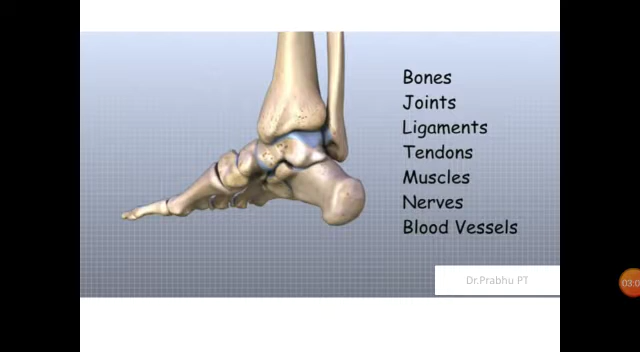 Bones
Joints
Ligaments
Tendons
Muscles
Nerves
Blood Vessels
Dr.Prabhu PT